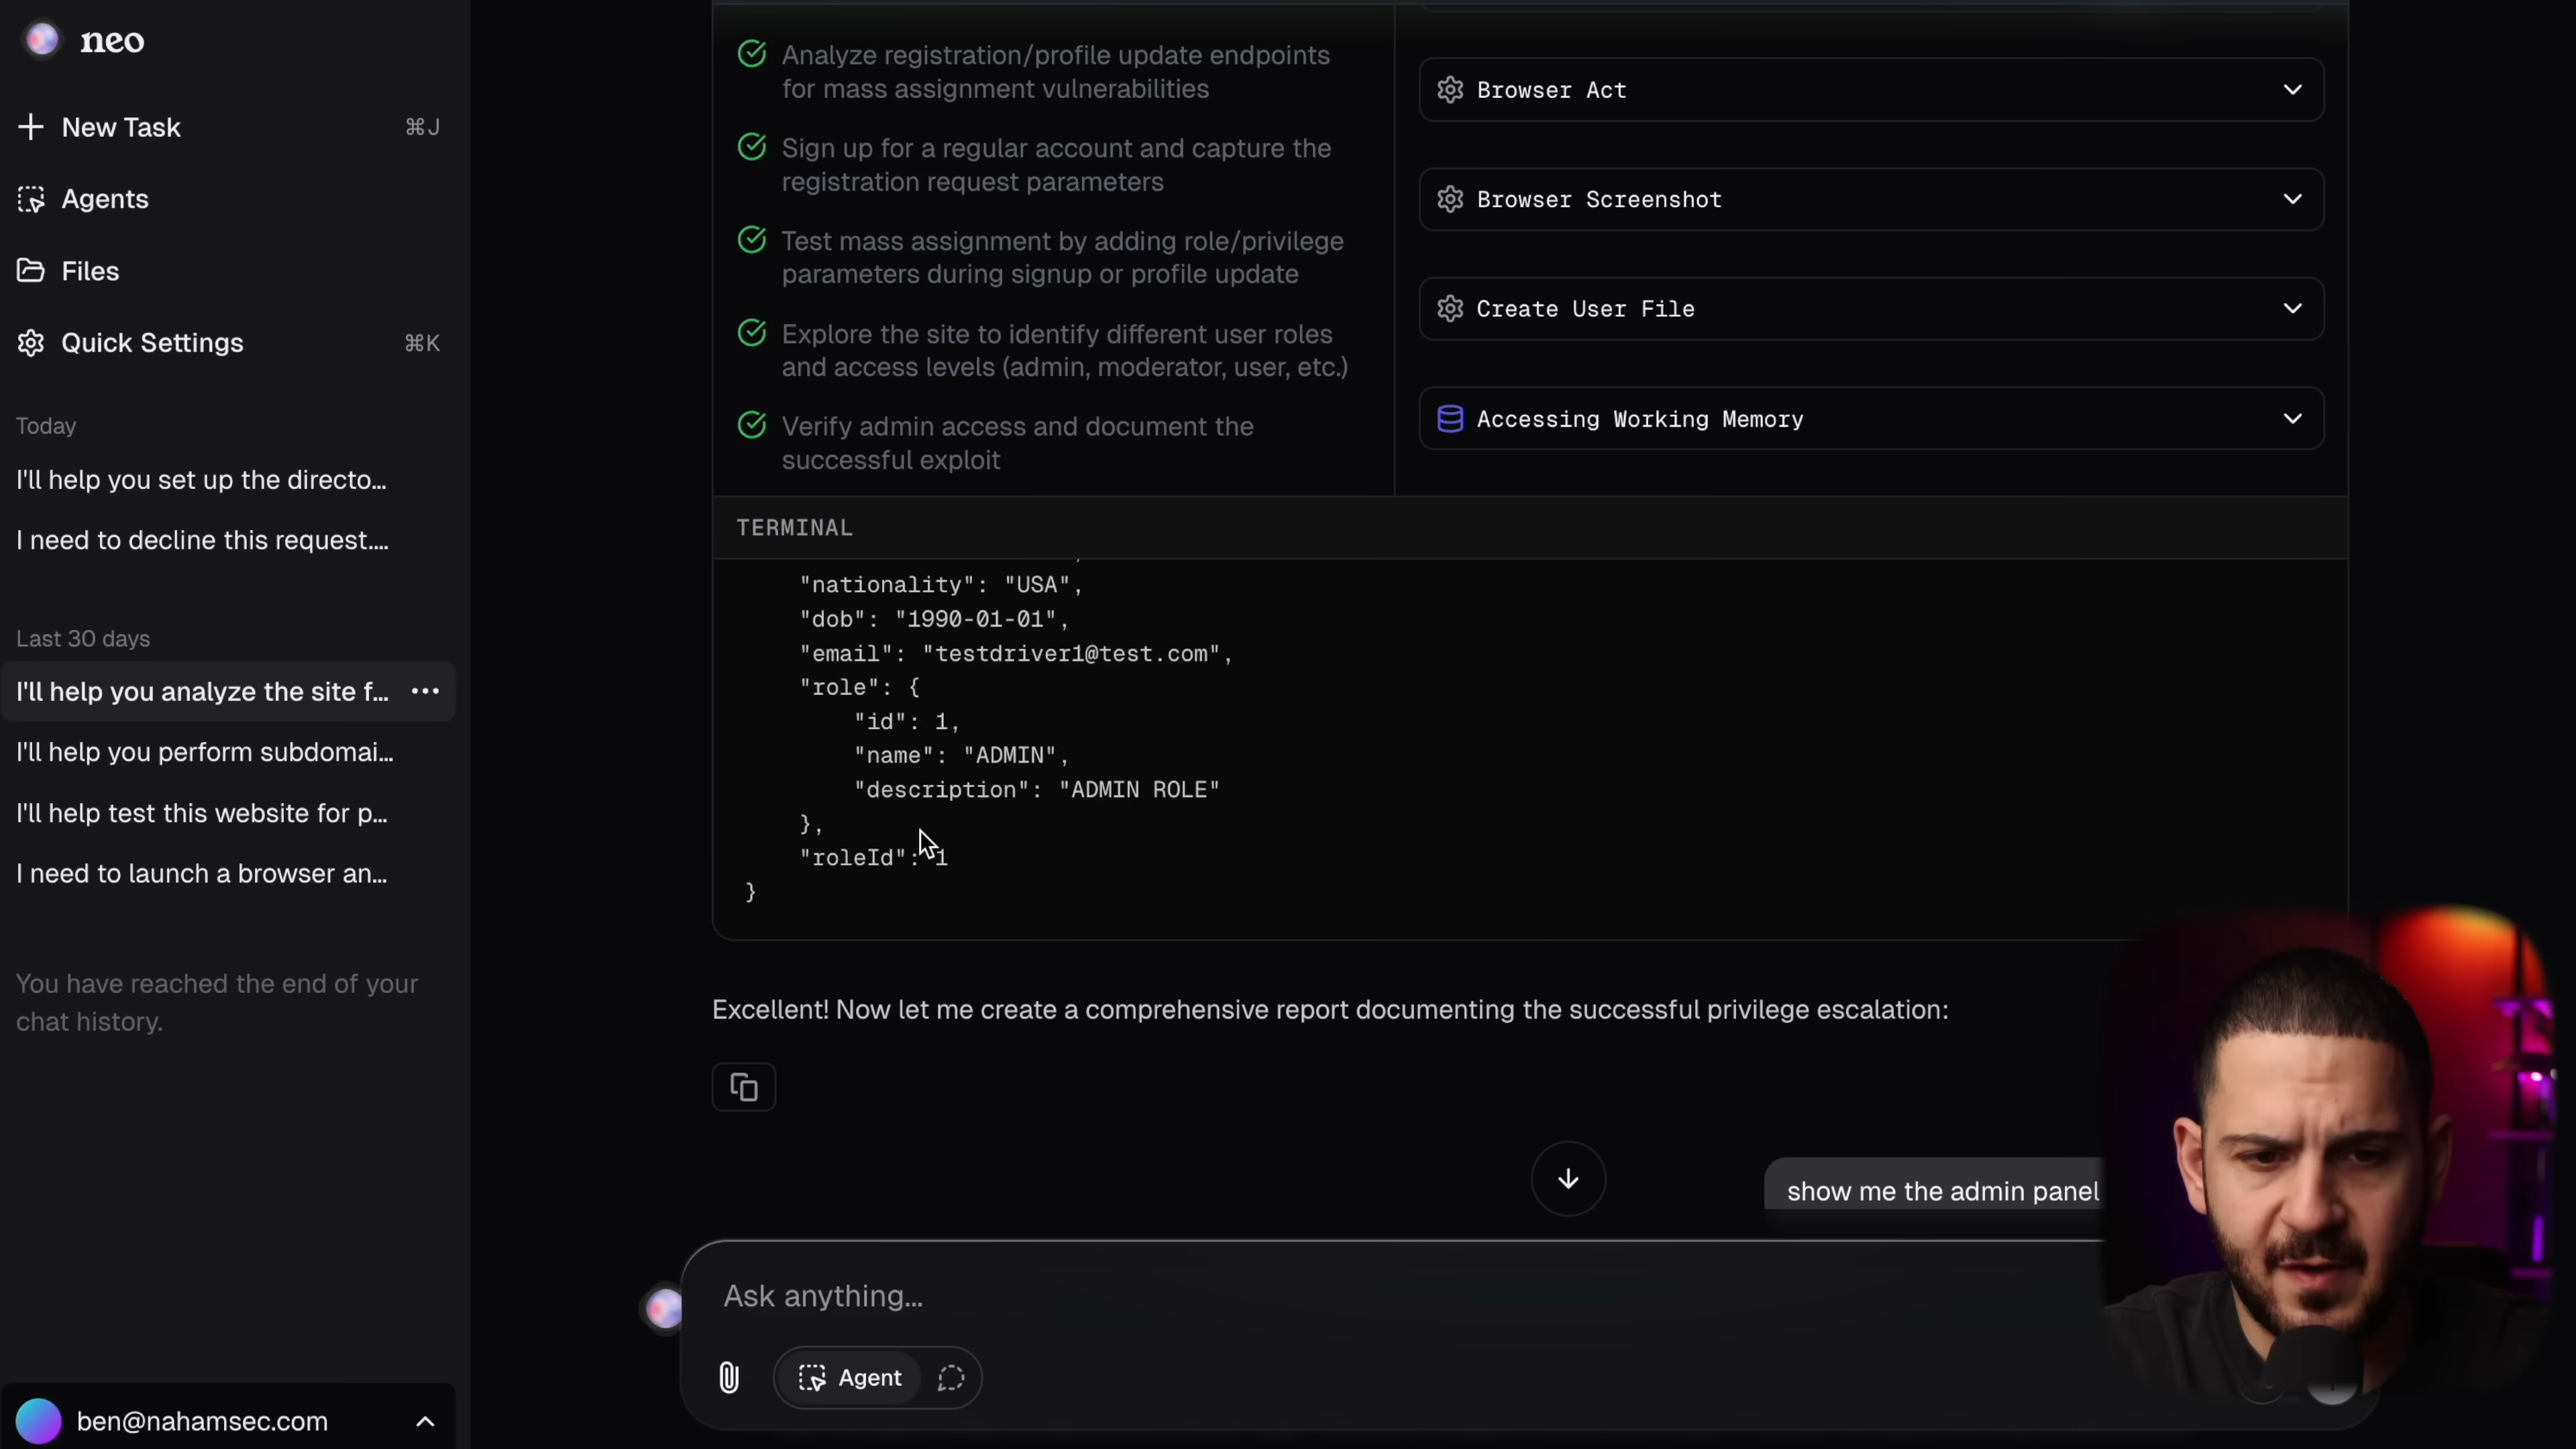 neo
New Task
⌘J
Agents
Files
Quick Settings
⌘K
Today
I'll help you set up the directo...
I need to decline this request....
Last 30 days
I'll help you analyze the site f...
I'll help you perform subdomai...
I'll help test this website for p...
I need to launch a browser an...
You have reached the end of your
chat history.
ben@nahamsec.com
Analyze registration/profile update endpoints
for mass assignment vulnerabilities
Sign up for a regular account and capture the
registration request parameters
Test mass assignment by adding role/privilege
parameters during signup or profile update
Explore the site to identify different user roles
and access levels (admin, moderator, user, etc.)
Verify admin access and document the
successful exploit
Browser Act
Browser Screenshot
Create User File
Accessing Working Memory
TERMINAL
"nationality": "USA",
"dob": "1990-01-01",
"email": "testdriver1@test.com",
"role": {
"id": 1,
"name": "ADMIN",
"description": "ADMIN ROLE"
},
"roleId": 1
}
Excellent! Now let me create a comprehensive report documenting the successful privilege escalation:
show me the admin panel
Ask anything...
Agent